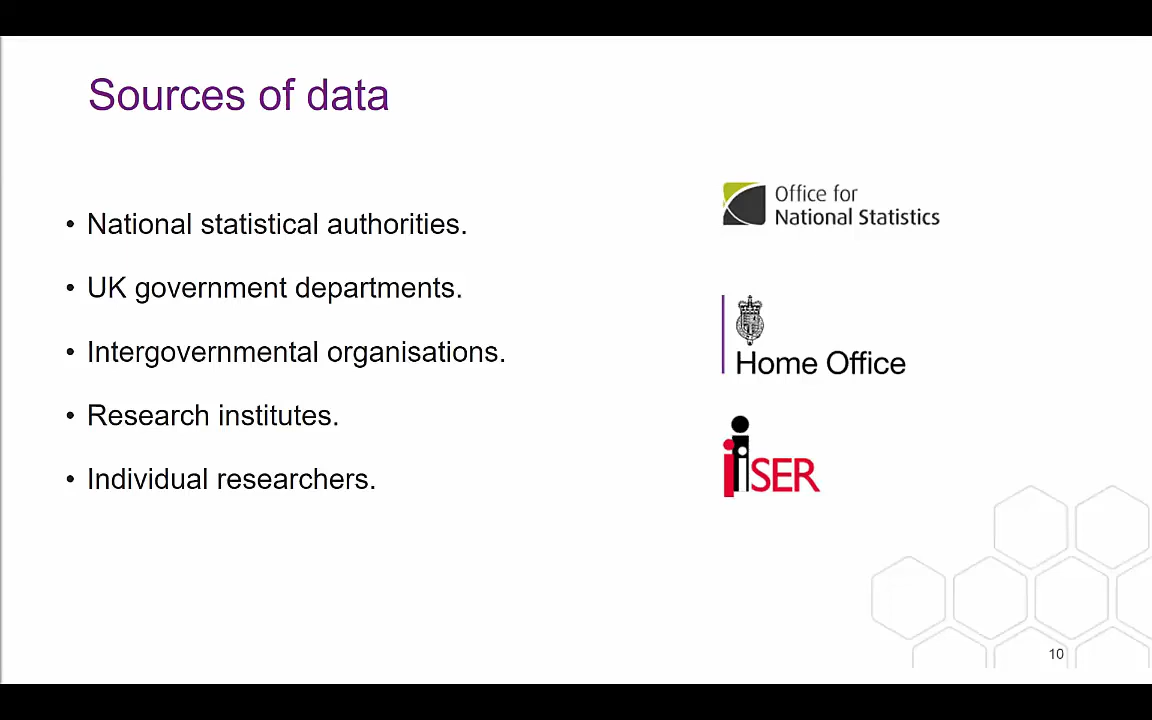 Sources of data
• National statistical authorities.
• UK government departments.
• Intergovernmental organisations.
• Research institutes.
• Individual researchers.
Office for
National Statistics
Home Office
iSER
10